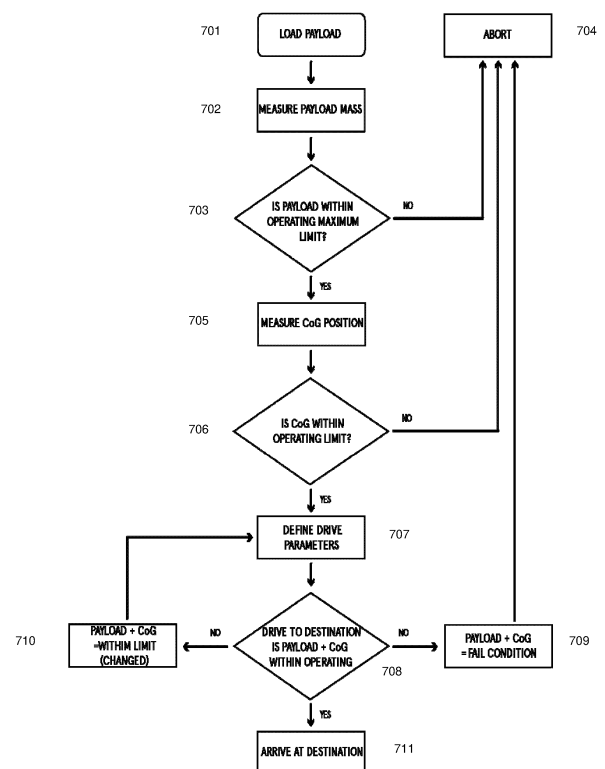 701
LOAD PAYLOAD
ABORT
704
702
MEASURE PAYLOAD MASS
703
IS PAYLOAD WITHIN
OPERATING MAXIMUM
LIMIT?
NO
YES
705
MEASURE CoG POSITION
706
IS CoG WITHIN
OPERATING LIMIT?
NO
YES
DEFINE DRIVE
PARAMETERS
707
710
PAYLOAD + CoG
=WITHIM LIMIT
(CHANGED)
NO
DRIVE TO DESTINATION
IS PAYLOAD + CoG
WITHIN OPERATING
708
NO
PAYLOAD + CoG
= FAIL CONDITION
709
YES
ARRIVE AT DESTINATION
711